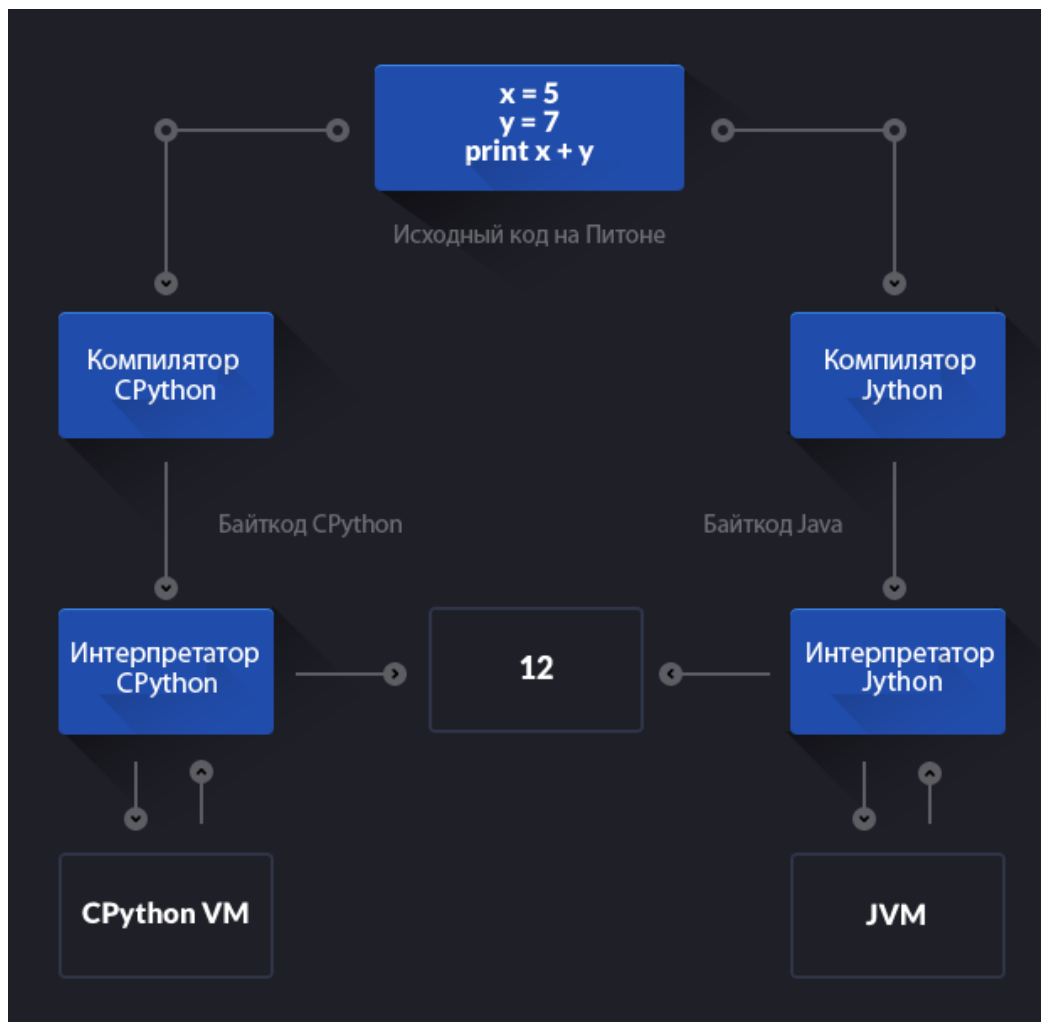 x = 5
y = 7
print x + y
Исходный код на Питоне
Компилятор
CPython
Компилятор
Jython
Байткод CPython
Байткод Java
Интерпретатор
CPython
12
Интерпретатор
Jython
CPython VM
JVM